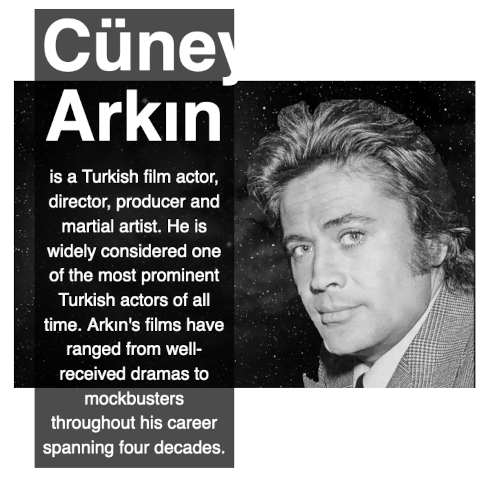 Cüney
Arkın
is a Turkish film actor,
director, producer and
martial artist. He is
widely considered one
of the most prominent
Turkish actors of all
time. Arkın's films have
ranged from well-
received dramas to
mockbusters
throughout his career
spanning four decades.